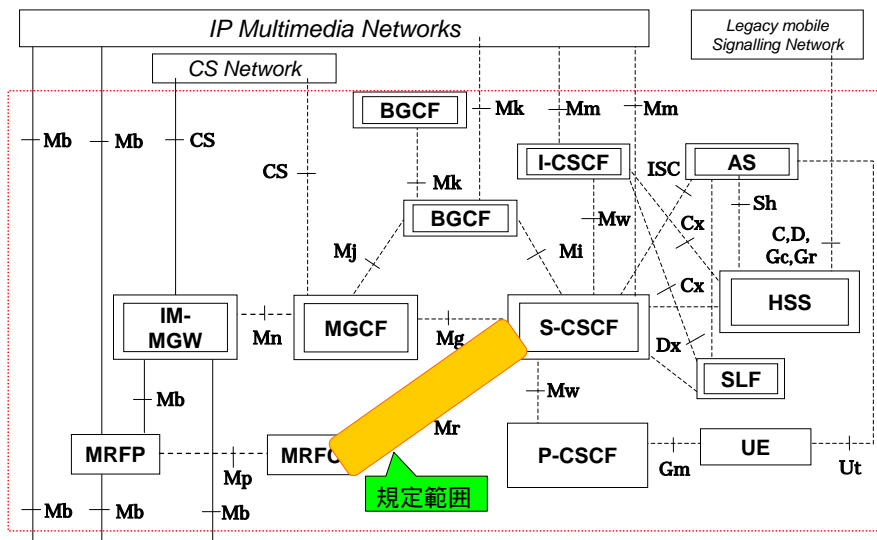 IP Multimedia Networks
Legacy mobile
Signalling Network
CS Network
Mb
Mb
CS
CS
BGCF
Mk
Mm
Mm
I-CSCF
ISC
AS
Mk
BGCF
Mw
Cx
Sh
C,D,
Gc,Gr
Mj
Mi
Cx
IM-
MGW
Mn
MGCF
Mg
S-CSCF
HSS
Dx
SLF
Mb
Mw
Mr
MRFP
Mp
MRFC
P-CSCF
Gm
UE
Ut
規定範囲
Mb
Mb
Mb